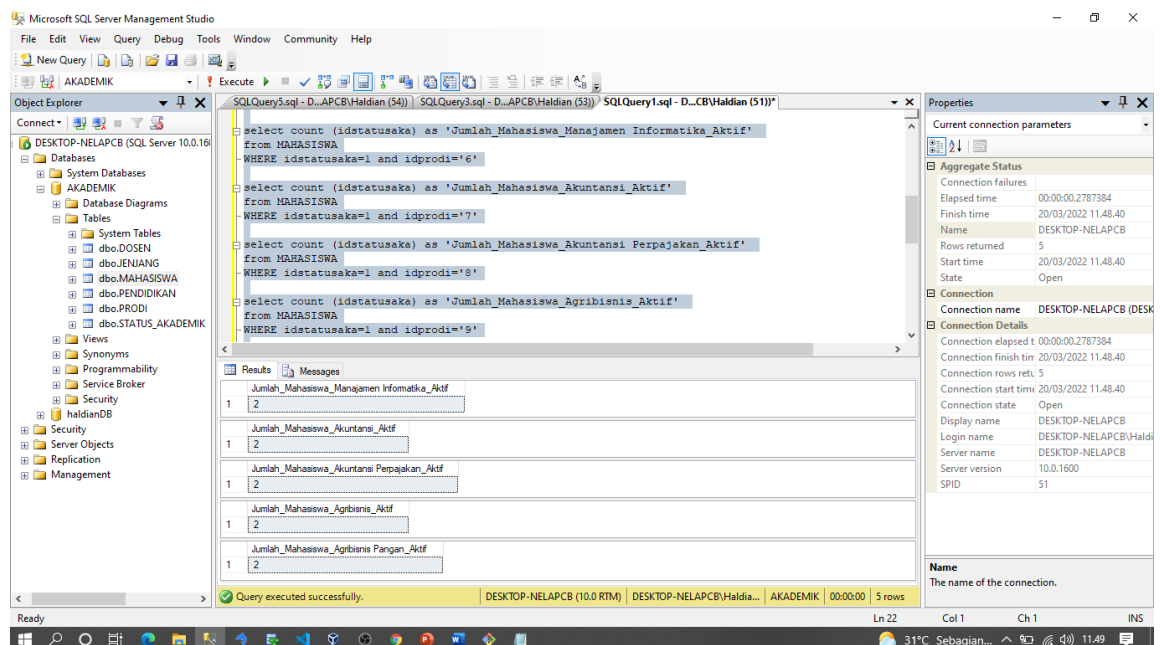 Microsoft SQL Server Management Studio
File Edit View Query Debug Tools Window Community Help
New Query
AKADEMIK
Execute
Object Explorer
SQLQuery5.sql - D...APCB\Haldian (54))
SQLQuery3.sql - D...APCB\Haldian (53))
SQLQuery1.sql - D...CB\Haldian (51))*
Properties
Connect
DESKTOP-NELAPCB (SQL Server 10.0.160
Databases
System Databases
AKADEMIK
Database Diagrams
Tables
System Tables
dbo.DOSEN
dbo.JENJANG
dbo.MAHASISWA
dbo.PENDIDIKAN
dbo.PRODI
dbo.STATUS_AKADEMIK
Views
Synonyms
Programmability
Service Broker
Security
haldianDB
Security
Server Objects
Replication
Management
select count (idstatusaka) as 'Jumlah_Mahasiswa_Manajamen Informatika_Aktif'
from MAHASISWA
WHERE idstatusaka=1 and idprodi='6'
select count (idstatusaka) as 'Jumlah_Mahasiswa_Akuntansi_Aktif'
from MAHASISWA
WHERE idstatusaka=1 and idprodi='7'
select count (idstatusaka) as 'Jumlah_Mahasiswa_Akuntansi Perpajakan_Aktif'
from MAHASISWA
WHERE idstatusaka=1 and idprodi='8'
select count (idstatusaka) as 'Jumlah_Mahasiswa_Agribisnis_Aktif'
from MAHASISWA
WHERE idstatusaka=1 and idprodi='9'
Results Messages
Jumlah_Mahasiswa_Manajamen Informatika_Aktif
1 2
Jumlah_Mahasiswa_Akuntansi_Aktif
1 2
Jumlah_Mahasiswa_Akuntansi Perpajakan_Aktif
1 2
Jumlah_Mahasiswa_Agribisnis_Aktif
1 2
Jumlah_Mahasiswa_Agribisnis Pangan_Aktif
1 2
Query executed successfully.
DESKTOP-NELAPCB (10.0 RTM) DESKTOP-NELAPCB\Haldia... AKADEMIK 00:00:00 5 rows
Current connection parameters
Aggregate Status
Connection failures
Elapsed time 00:00:00.2787384
Finish time 20/03/2022 11.48.40
Name DESKTOP-NELAPCB
Rows returned 5
Start time 20/03/2022 11.48.40
State Open
Connection
Connection name DESKTOP-NELAPCB (DESK
Connection Details
Connection elapsed t 00:00:00.2787384
Connection finish tim 20/03/2022 11.48.40
Connection rows retu 5
Connection start time 20/03/2022 11.48.40
Connection state Open
Display name DESKTOP-NELAPCB
Login name DESKTOP-NELAPCB\Haldi
Server name DESKTOP-NELAPCB
Server version 10.0.1600
SPID 51
Name
The name of the connection.
Ready Ln 22 Col 1 Ch 1 INS
31°C Sebagian... 11.49